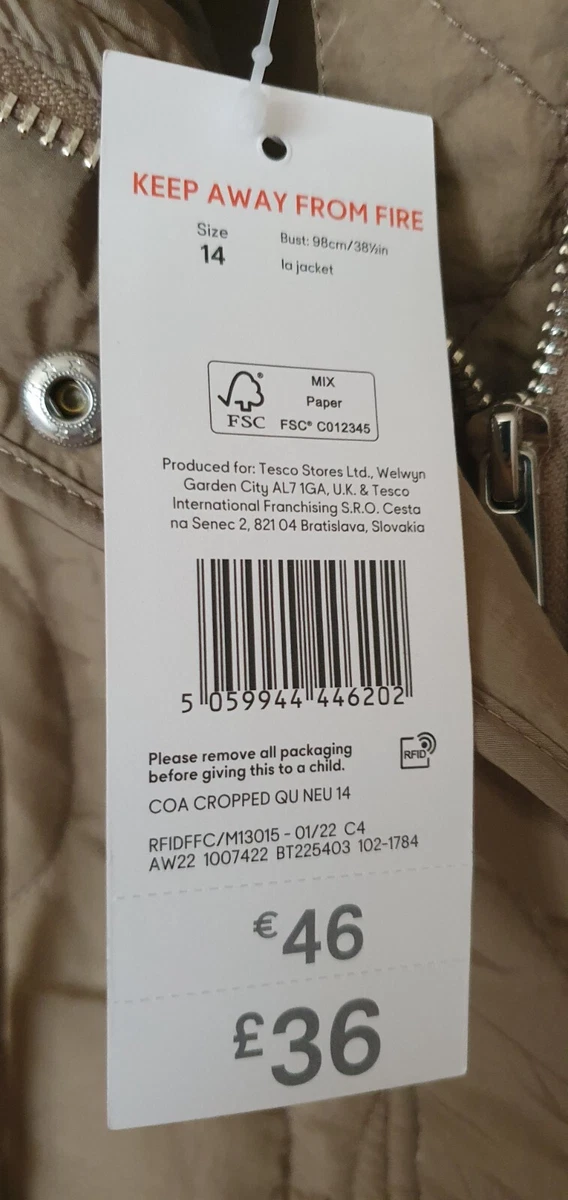 KEEP AWAY FROM FIRE
Size
14
Bust: 98cm/38½in
la jacket
MIX
Paper
FSC® C012345
FSC
Produced for: Tesco Stores Ltd., Welwyn
Garden City AL7 1GA, U.K. & Tesco
International Franchising S.R.O. Cesta
na Senec 2, 821 04 Bratislava, Slovakia
5 059944 446202
Please remove all packaging
before giving this to a child.
RFID
COA CROPPED QU NEU 14
RFIDFFC/M13015 - 01/22 C4
AW22 1007422 BT225403 102-1784
€46
£36